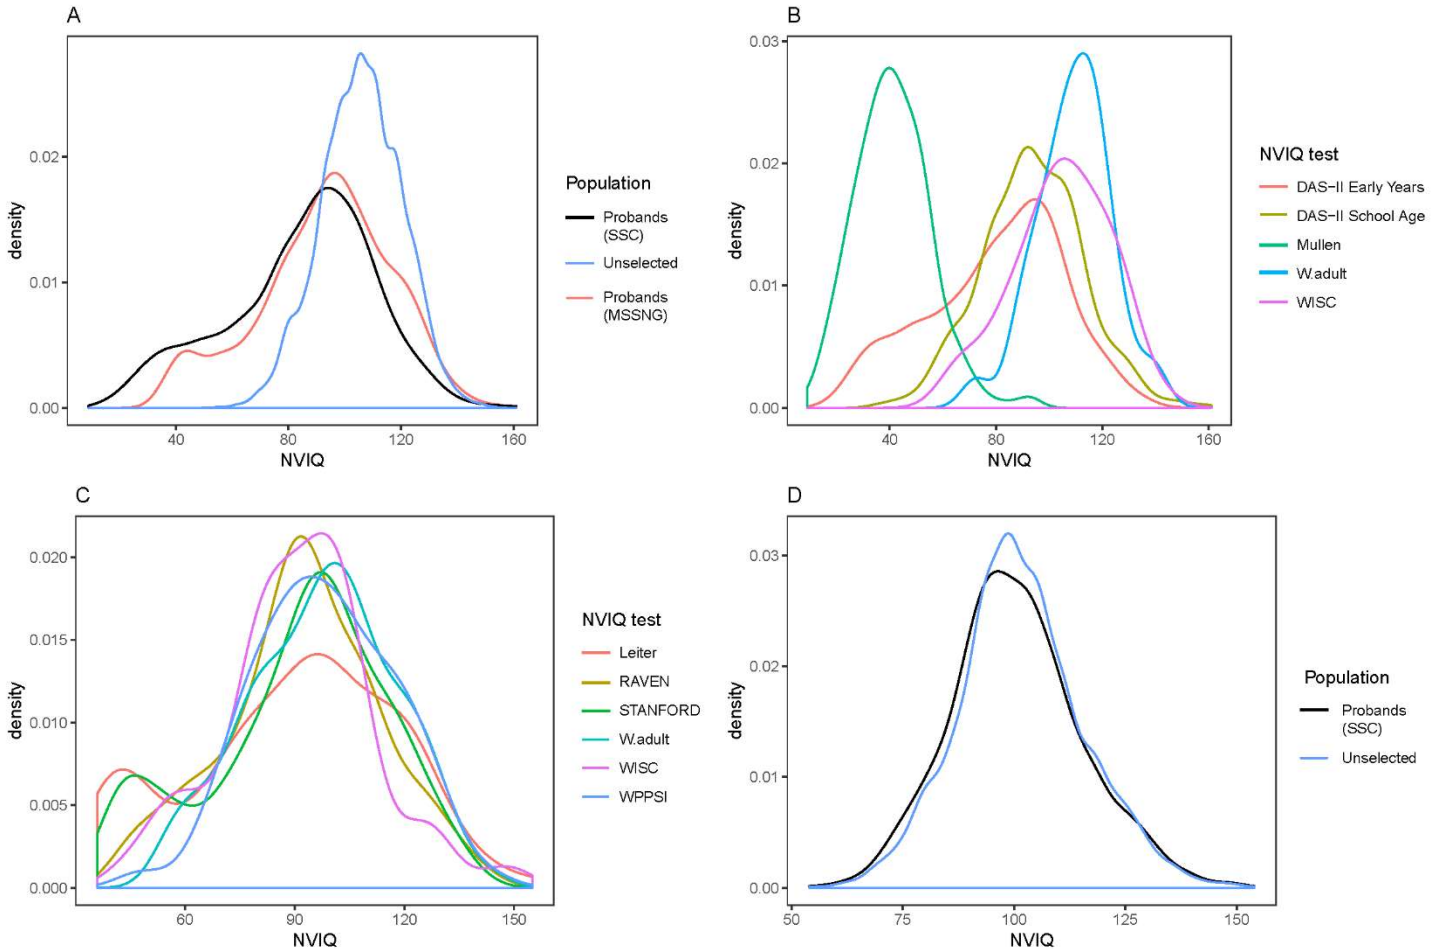 A
density
0.02
0.01
0.00
40
80
120
160
NVIQ
Population
Probands
(SSC)
Unselected
Probands
(MSSNG)
B
density
0.03
0.02
0.01
0.00
40
80
120
160
NVIQ
NVIQ test
DAS−II Early Years
DAS−II School Age
Mullen
W.adult
WISC
C
density
0.020
0.015
0.010
0.005
0.000
60
90
120
150
NVIQ
NVIQ test
Leiter
RAVEN
STANFORD
W.adult
WISC
WPPSI
D
density
0.03
0.02
0.01
0.00
50
75
100
125
150
NVIQ
Population
Probands
(SSC)
Unselected